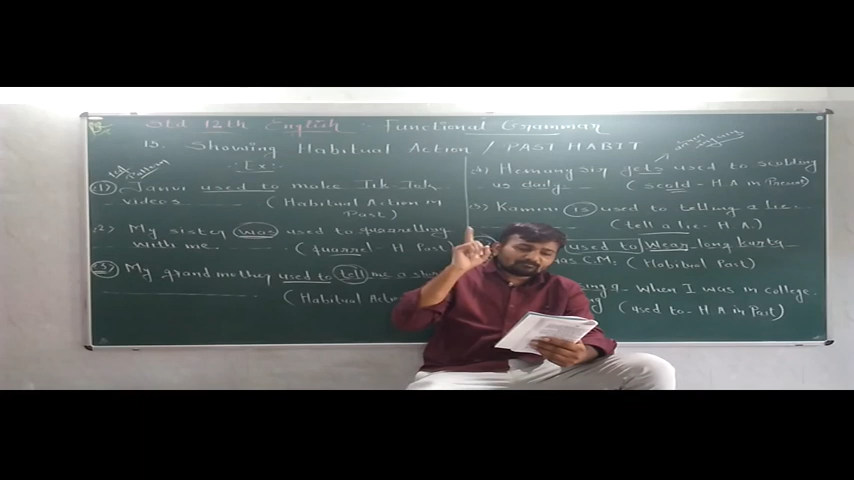 Std 12th English :- Functional Grammar
15. Showing Habitual Action / PAST HABIT
:- Ex:-
(1) Janvi used to make Tik-Tok
videos (Habitual Action in
Past)
(2) My sister was used to quarrelling
with me. (quarrel - H Past)
(3) My grand mother used to tell me a
(Habitual
(4) Hemang sir gets used to scolding
us daily. (scold - H A in Present)
(5) Kanani is used to telling a lie.
(tell a lie - H.A.)
used to wear long kurta
as C.M. (Habitual Past)
When I was in college.
(used to - H A in Past)